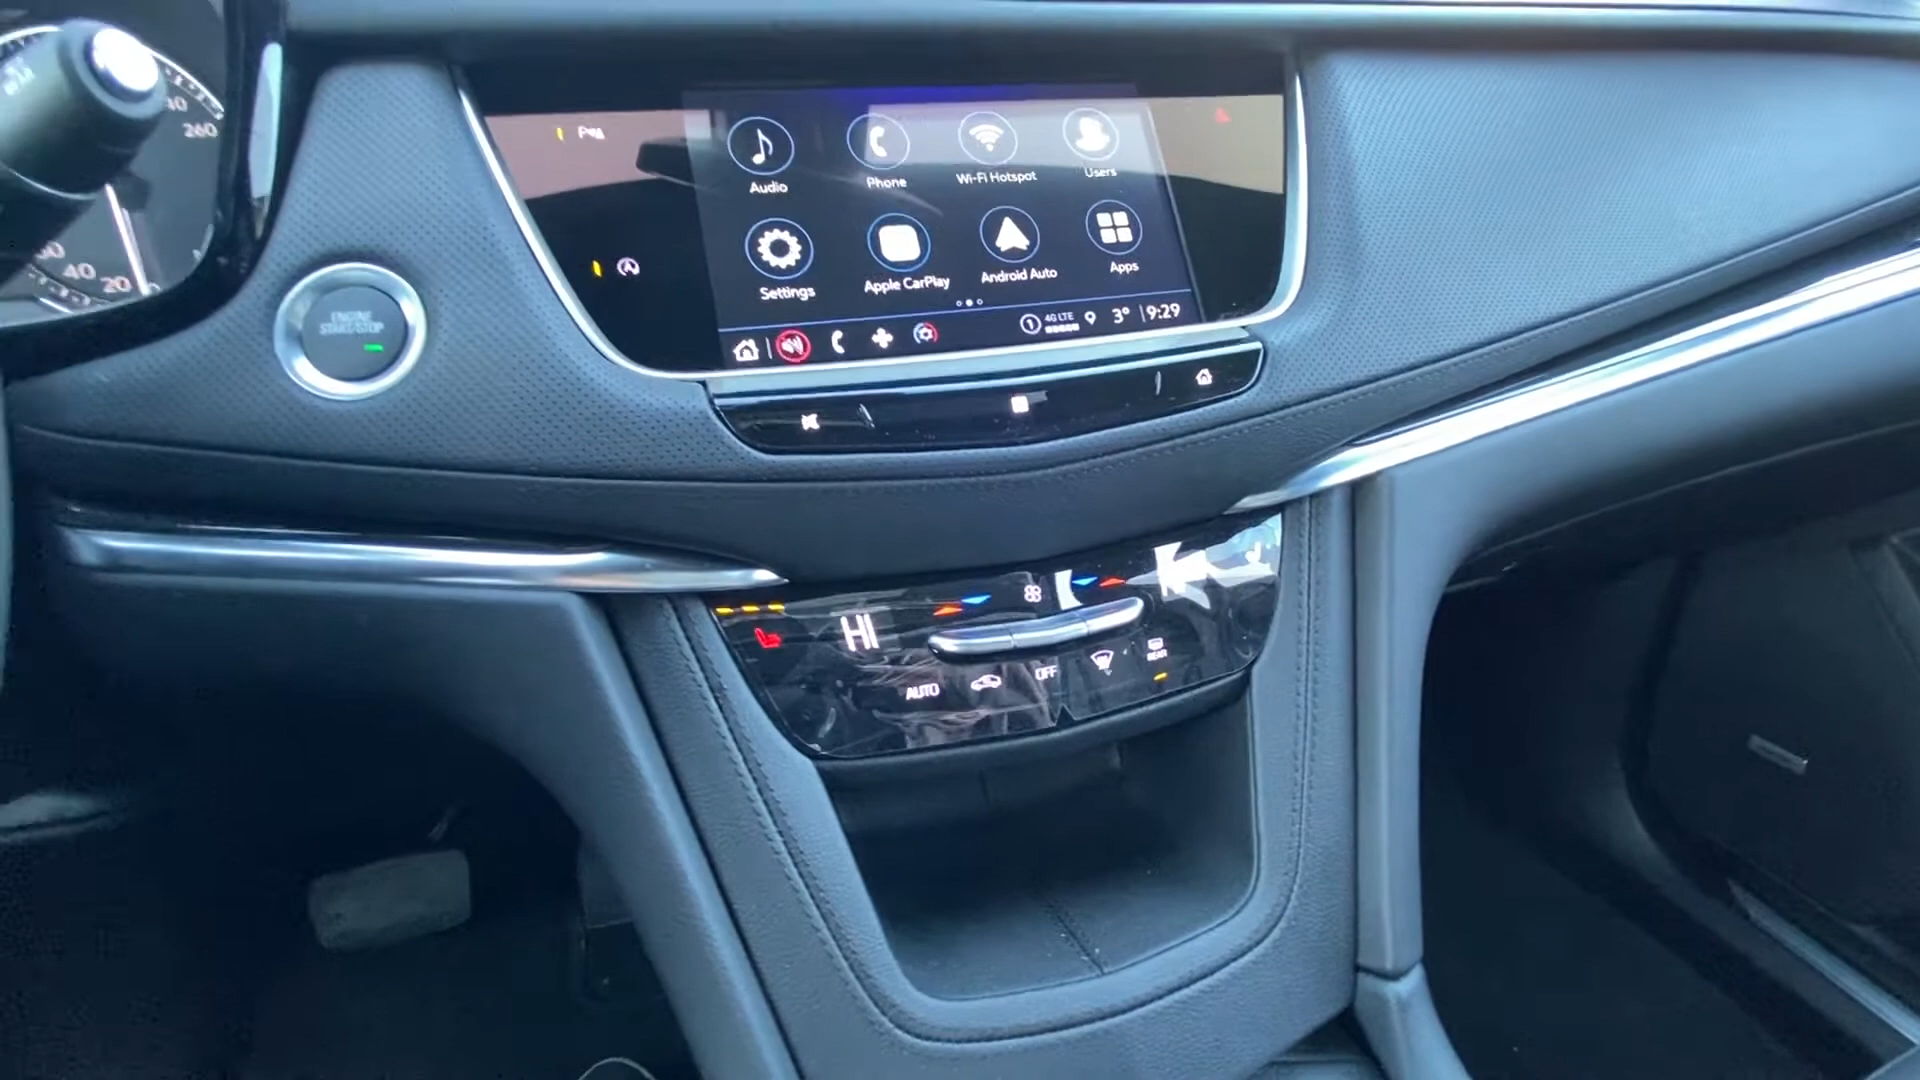 260
40
20
ENGINE
START/STOP
Audio
Phone
Wi-Fi Hotspot
Users
Settings
Apple CarPlay
Android Auto
Apps
1 4G LTE 3° 9:29
HI
AUTO
OFF
REAR